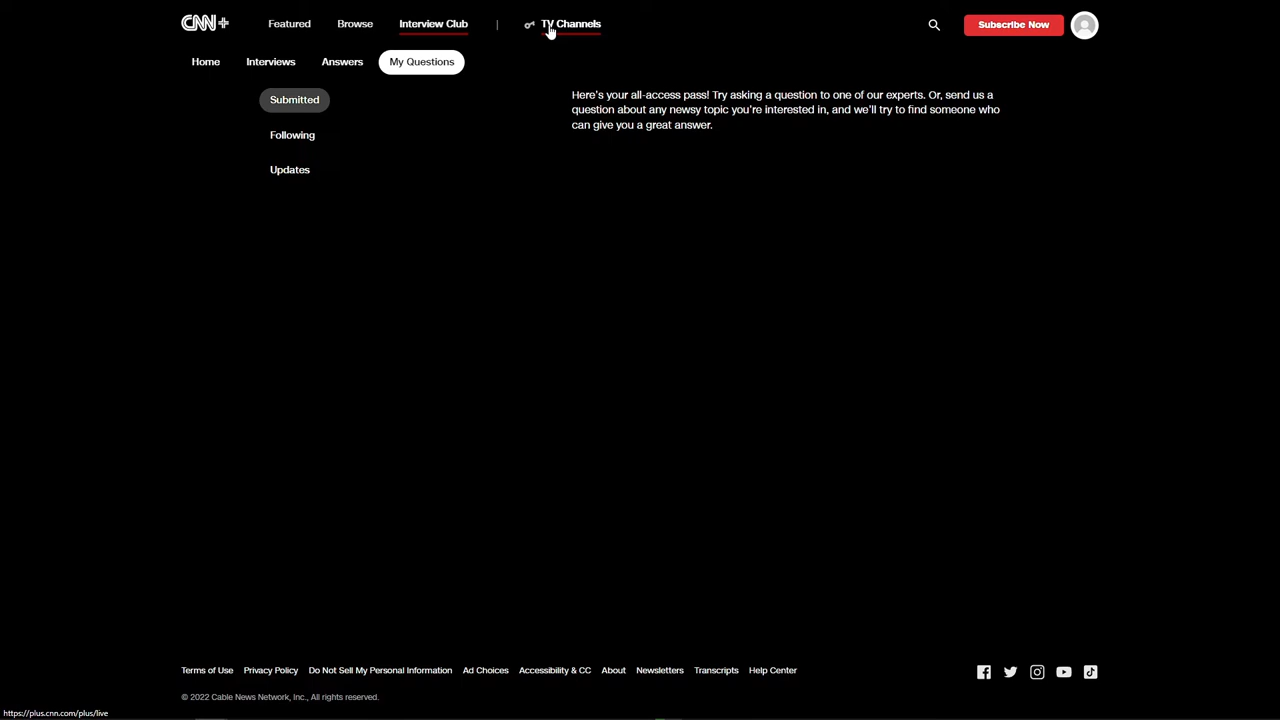 CNN+ Featured Browse Interview Club | TV Channels Subscribe Now
Home Interviews Answers My Questions
Submitted
Following
Updates
Here's your all-access pass! Try asking a question to one of our experts. Or, send us a
question about any newsy topic you're interested in, and we'll try to find someone who
can give you a great answer.
Terms of Use Privacy Policy Do Not Sell My Personal Information Ad Choices Accessibility & CC About Newsletters Transcripts Help Center
© 2022 Cable News Network, Inc., All rights reserved.
https://plus.cnn.com/plus/live